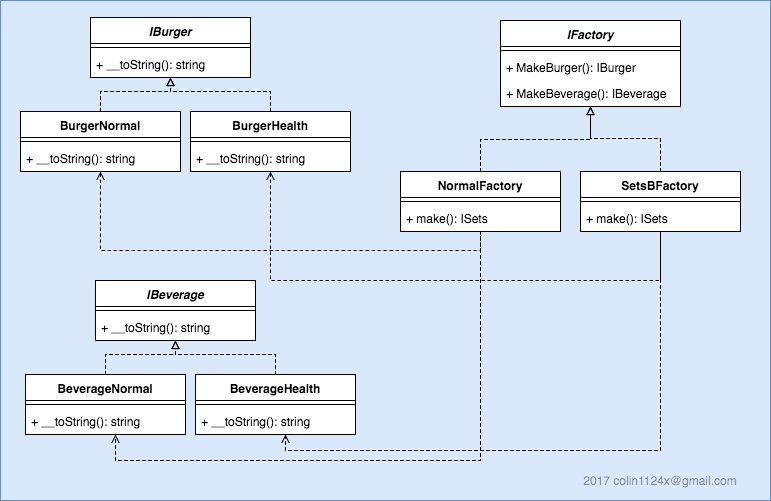 IBurger
+ __toString(): string
BurgerNormal
+ __toString(): string
BurgerHealth
+ __toString(): string
IFactory
+ MakeBurger(): IBurger
+ MakeBeverage(): IBeverage
NormalFactory
+ make(): ISets
SetsBFactory
+ make(): ISets
IBeverage
+ __toString(): string
BeverageNormal
+ __toString(): string
BeverageHealth
+ __toString(): string
2017 colin1124x@gmail.com